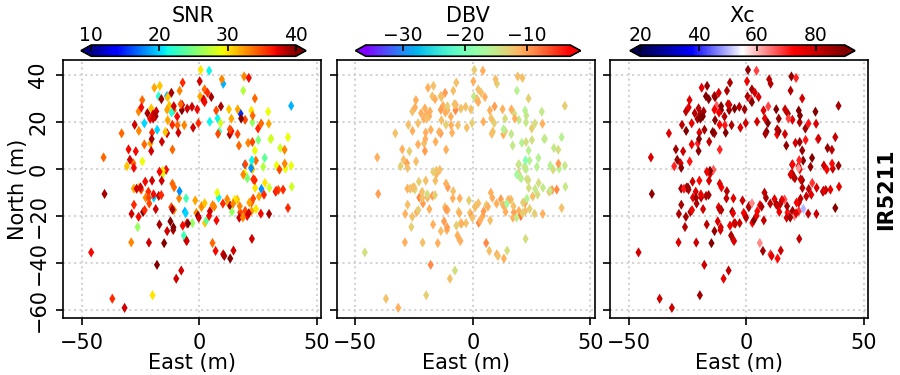 SNR DBV Xc
10 20 30 40 −30 −20 −10 20 40 60 80
40
20
0
−20
−40
−60
North (m)
IR5211
−50 0 50 −50 0 50 −50 0 50
East (m) East (m) East (m)